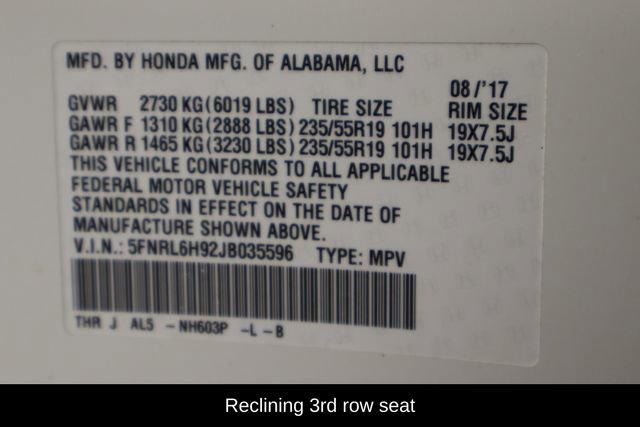 MFD. BY HONDA MFG. OF ALABAMA, LLC
08/'17
GVWR 2730 KG(6019 LBS) TIRE SIZE RIM SIZE
GAWR F 1310 KG(2888 LBS) 235/55R19 101H 19X7.5J
GAWR R 1465 KG(3230 LBS) 235/55R19 101H 19X7.5J
THIS VEHICLE CONFORMS TO ALL APPLICABLE
FEDERAL MOTOR VEHICLE SAFETY
STANDARDS IN EFFECT ON THE DATE OF
MANUFACTURE SHOWN ABOVE.
V.I.N.: 5FNRL6H92JB035596 TYPE: MPV
THR J AL5 -NH603P -L-B
Reclining 3rd row seat